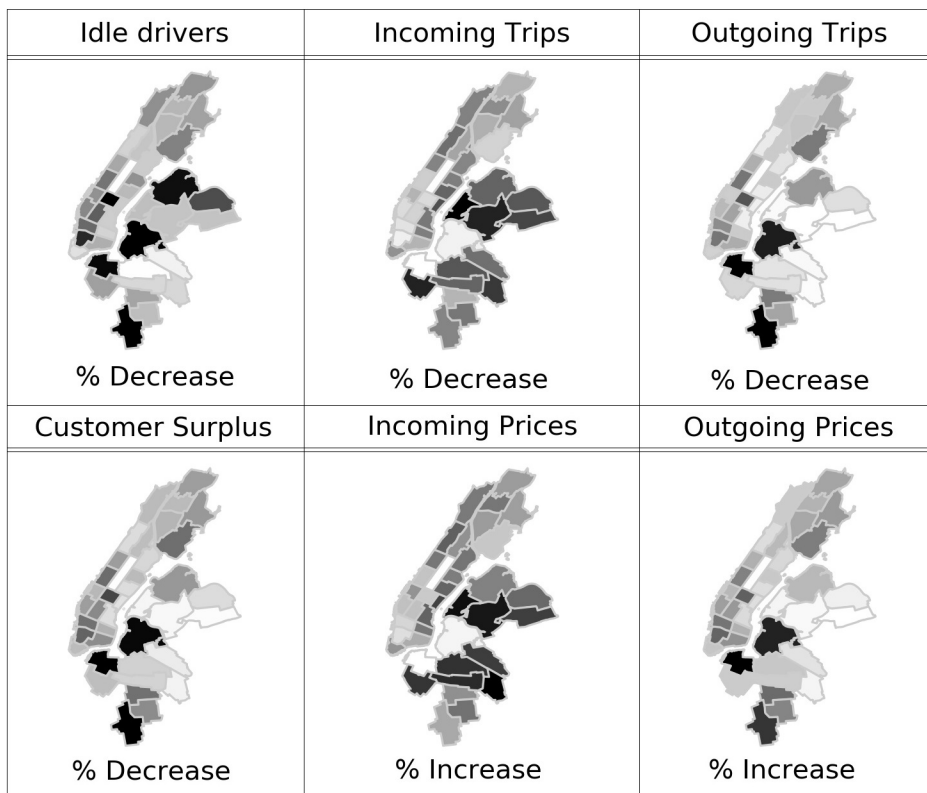 Idle drivers
Incoming Trips
Outgoing Trips
% Decrease
% Decrease
% Decrease
Customer Surplus
Incoming Prices
Outgoing Prices
% Decrease
% Increase
% Increase